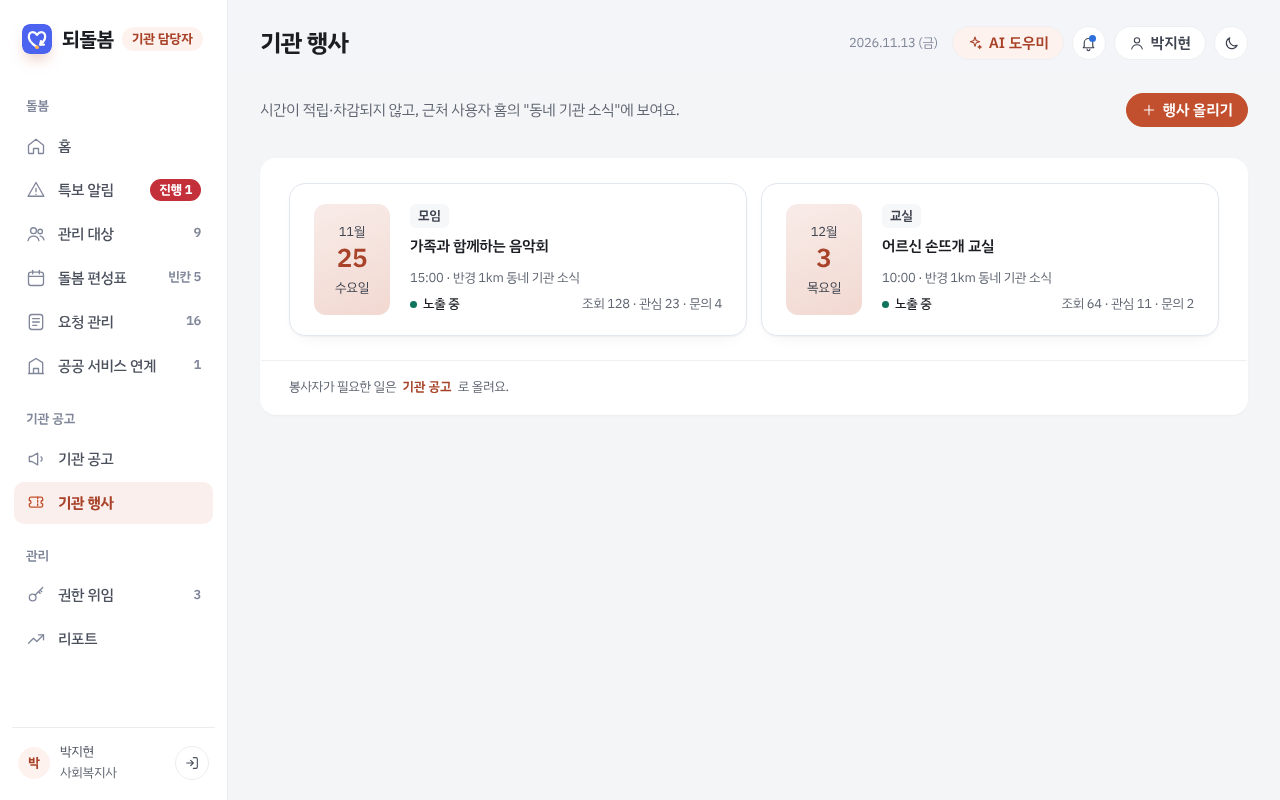 되돌봄 기관 담당자
돌봄
홈
특보 알림 진행 1
관리 대상 9
돌봄 편성표 빈칸 5
요청 관리 16
공공 서비스 연계 1
기관 공고
기관 공고
기관 행사
관리
권한 위임 3
리포트
박 박지현
사회복지사
기관 행사
2026.11.13 (금) AI 도우미 박지현
시간이 적립·차감되지 않고, 근처 사용자 홈의 "동네 기관 소식"에 보여요.
+ 행사 올리기
11월
25
수요일
모임
가족과 함께하는 음악회
15:00 · 반경 1km 동네 기관 소식
노출 중 조회 128 · 관심 23 · 문의 4
12월
3
목요일
교실
어르신 손뜨개 교실
10:00 · 반경 1km 동네 기관 소식
노출 중 조회 64 · 관심 11 · 문의 2
봉사자가 필요한 일은 기관 공고 로 올려요.